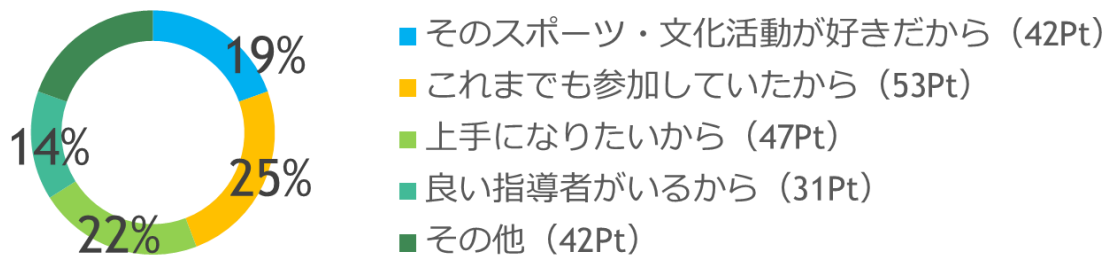 19%
25%
22%
14%
そのスポーツ・文化活動が好きだから（42Pt）
これまでも参加していたから（53Pt）
上手になりたいから（47Pt）
良い指導者がいるから（31Pt）
その他（42Pt）